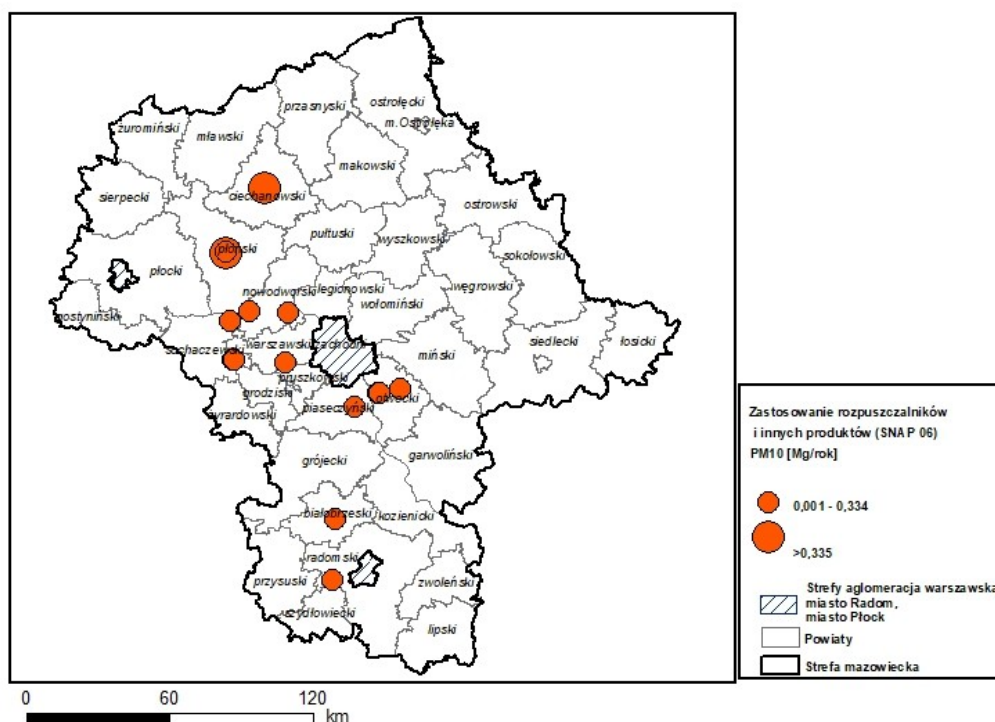 ostrołęcki
przasnyski
m.Ostrołęka
żuromiński
mławski
makowski
sierpecki
ciechanowski
ostrowski
pułtuski
wyszkowski
płoński
sokołowski
płocki
legionowski
węgrowski
nowodworski
wołomiński
gostyniński
sochaczewski
warszawski zachodni
miński
siedlecki
łosicki
pruszkowski
grodziski
otwocki
żyrardowski
piaseczyński
grójecki
garwoliński
białobrzeski
kozienicki
radomski
przysuski
zwoleński
szydłowiecki
lipski
Zastosowanie rozpuszczalników
i innych produktów (SNAP 06)
PM10 [Mg/rok]
0,001 - 0,334
>0,335
Strefy aglomeracja warszawska
miasto Radom,
miasto Płock
Powiaty
Strefa mazowiecka
0 60 120
km